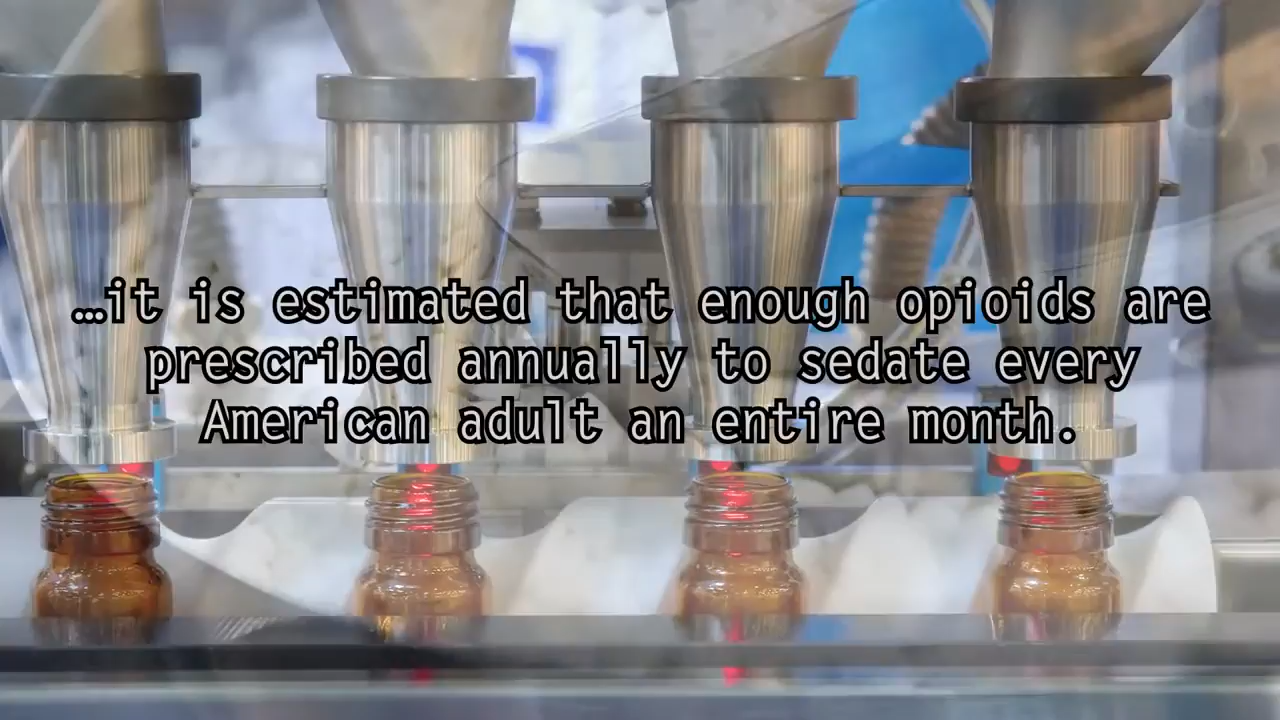 …it is estimated that enough opioids are
prescribed annually to sedate every
American adult an entire month.